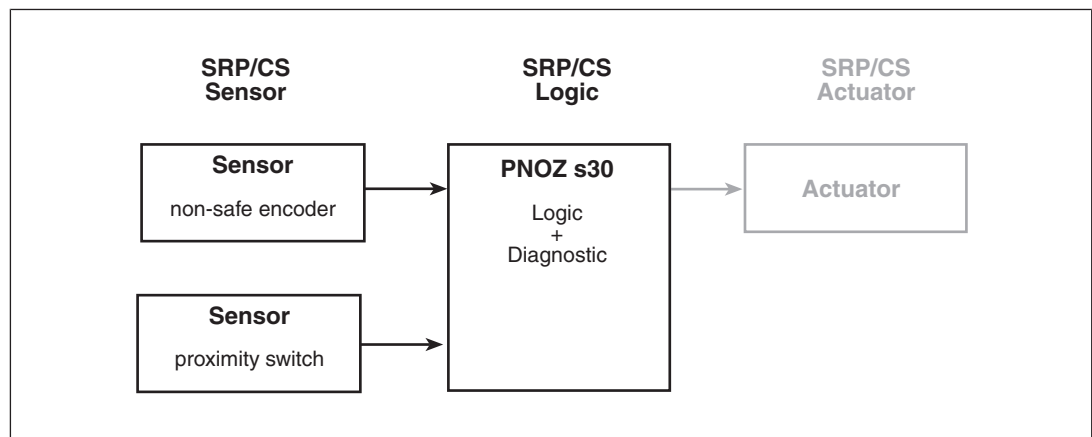 SRP/CS
Sensor
SRP/CS
Logic
SRP/CS
Actuator
Sensor
non-safe encoder
PNOZ s30
Logic
+
Diagnostic
Actuator
Sensor
proximity switch